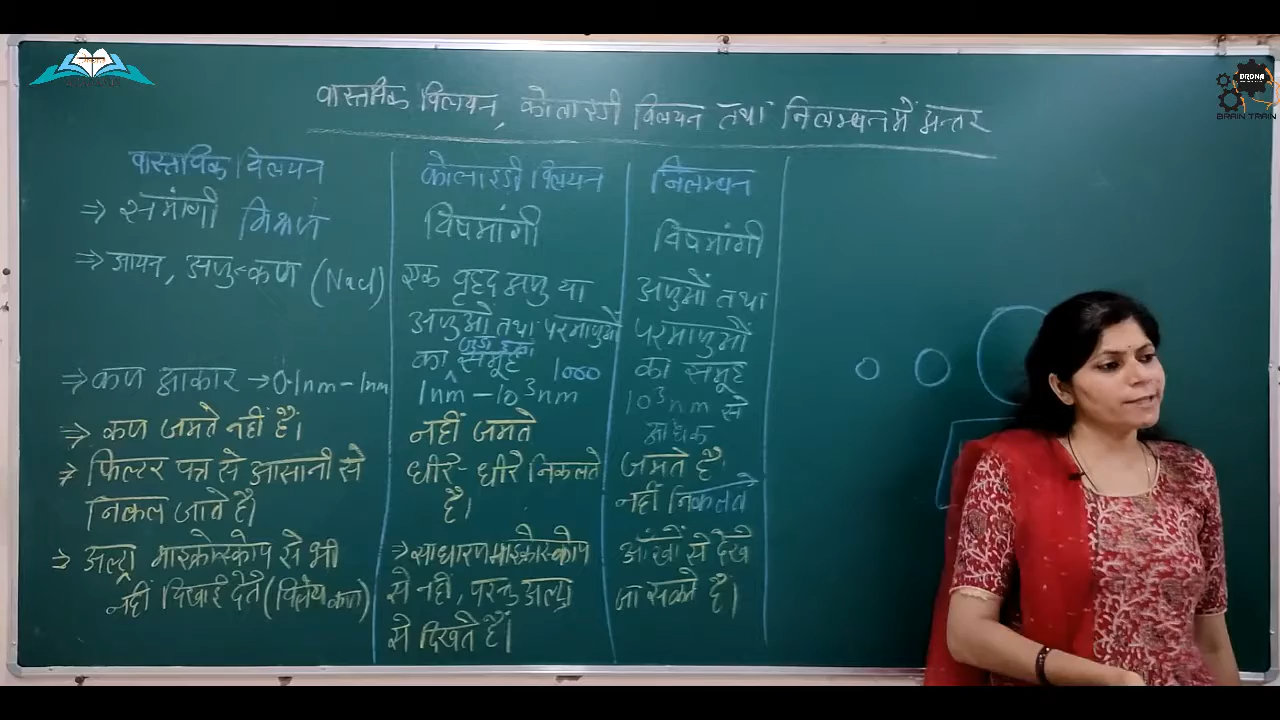 वास्तविक विलयन, कोलाइडी विलयन तथा निलम्बन में अन्तर
वास्तविक विलयन
⇒ समांगी मिश्रण
⇒ आयन, अणु-कण (NaCl)
⇒ कण आकार → 0.1nm – 1nm
⇒ कण जमते नहीं हैं।
⇒ फिल्टर पत्र से आसानी से
निकल जाते है।
⇒ अल्ट्रा माइक्रोस्कोप से भी
नहीं दिखाई देते (विलेय कण)
कोलाइडी विलयन
विषमांगी
एक वृहद अणु या
अणुओं तथा परमाणुओं
का समूह 1000
1nm – 10³nm
नहीं जमते
धीरे-धीरे निकलते
है।
→ साधारण माइक्रोस्कोप
से नहीं, परन्तु अल्ट्रा
से दिखते हैं।
निलम्बन
विषमांगी
अणुओं तथा
परमाणुओं
का समूह
10³nm से
अधिक
जमते है
नहीं निकलते
आंखों से देखे
जा सकते है।
DRONA
BRAIN TRAIN